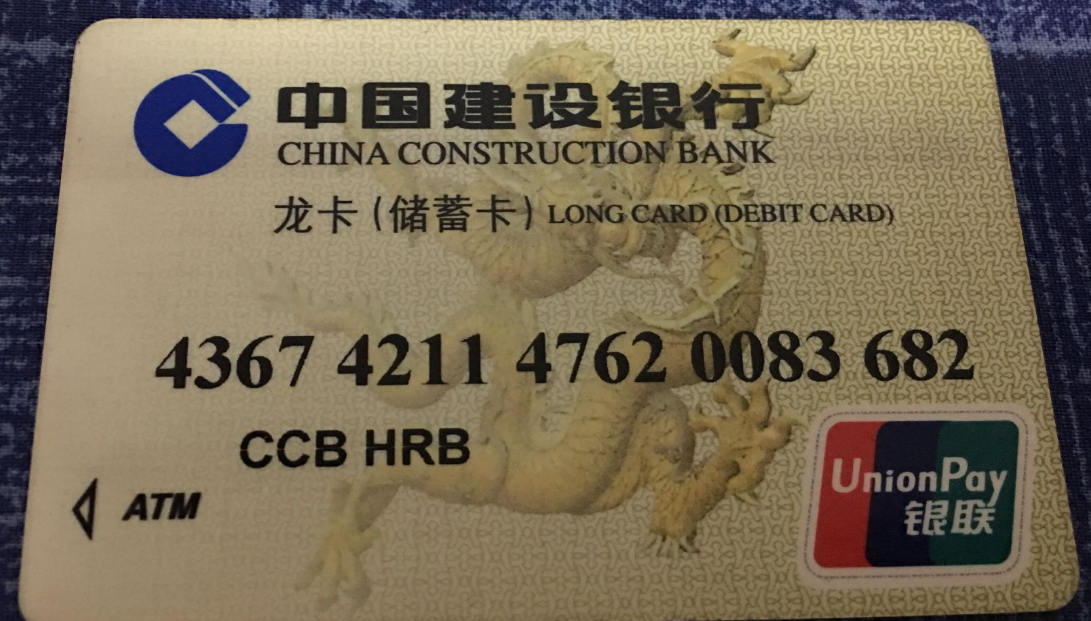 中国建设银行
CHINA CONSTRUCTION BANK
龙卡(储蓄卡) LONG CARD (DEBIT CARD)
4367 4211 4762 0083 682
CCB HRB
ATM
UnionPay
银联